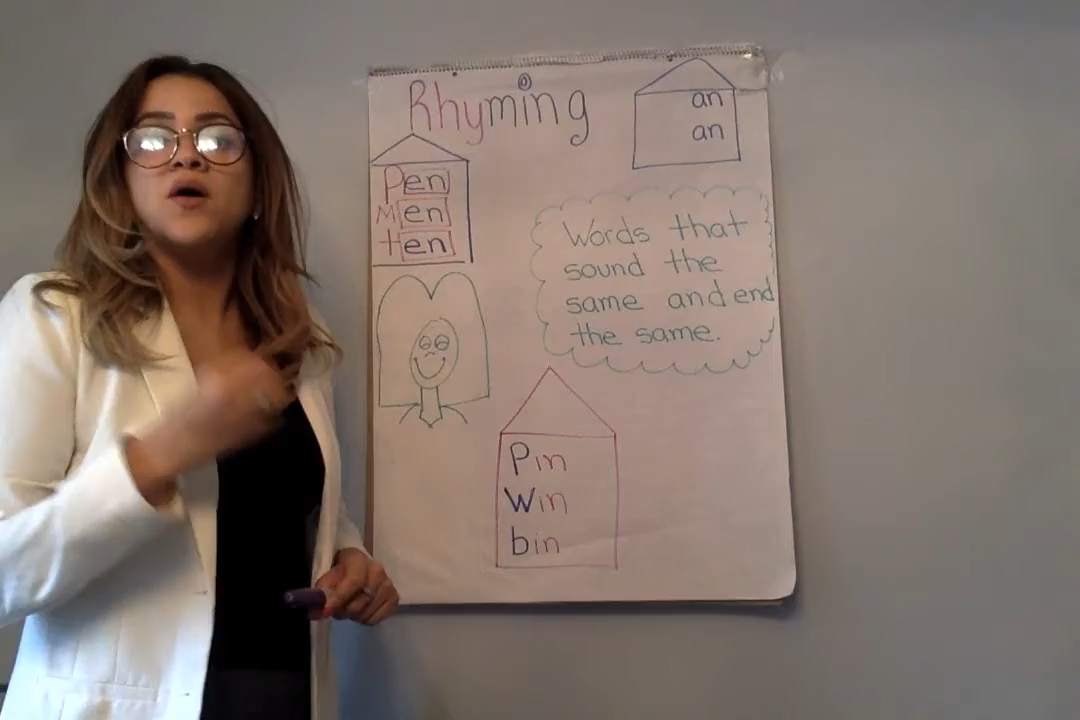 Rhyming
an
an
Pen
Men
ten
Words that
sound the
same and end
the same.
Pin
Win
bin